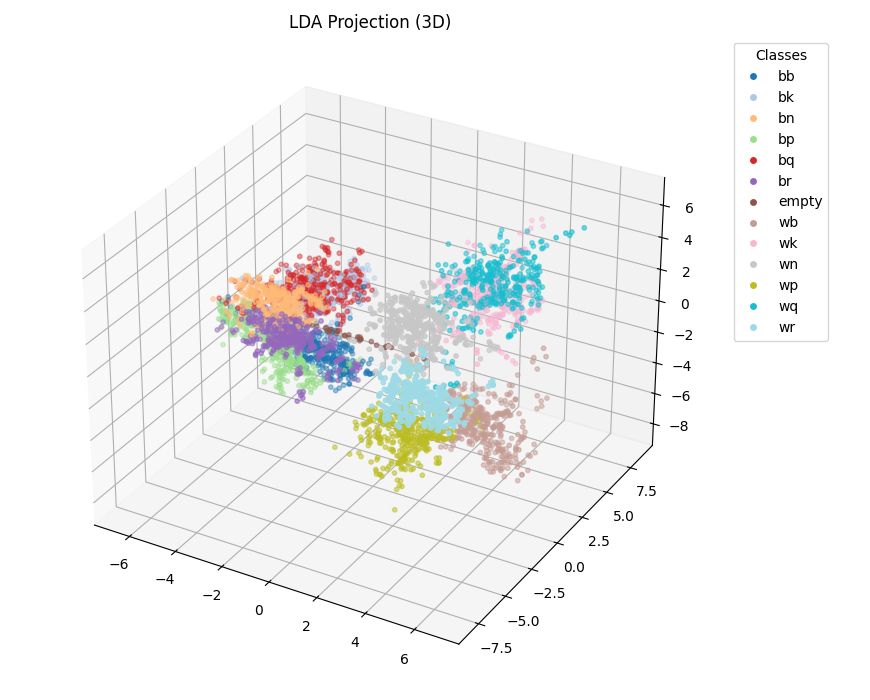 LDA Projection (3D)
Classes
bb
bk
bn
bp
bq
br
empty
wb
wk
wn
wp
wq
wr
6
4
2
0
−2
−4
−6
−8
7.5
5.0
2.5
0.0
−2.5
−5.0
−7.5
−6
−4
−2
0
2
4
6